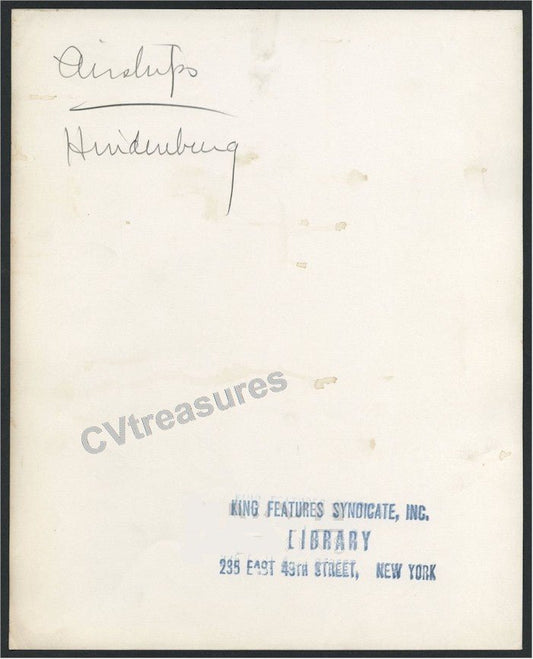 Airships
Hindenburg
CVtreasures
KING FEATURES SYNDICATE, INC.
LIBRARY
235 EAST 45TH STREET, NEW YORK